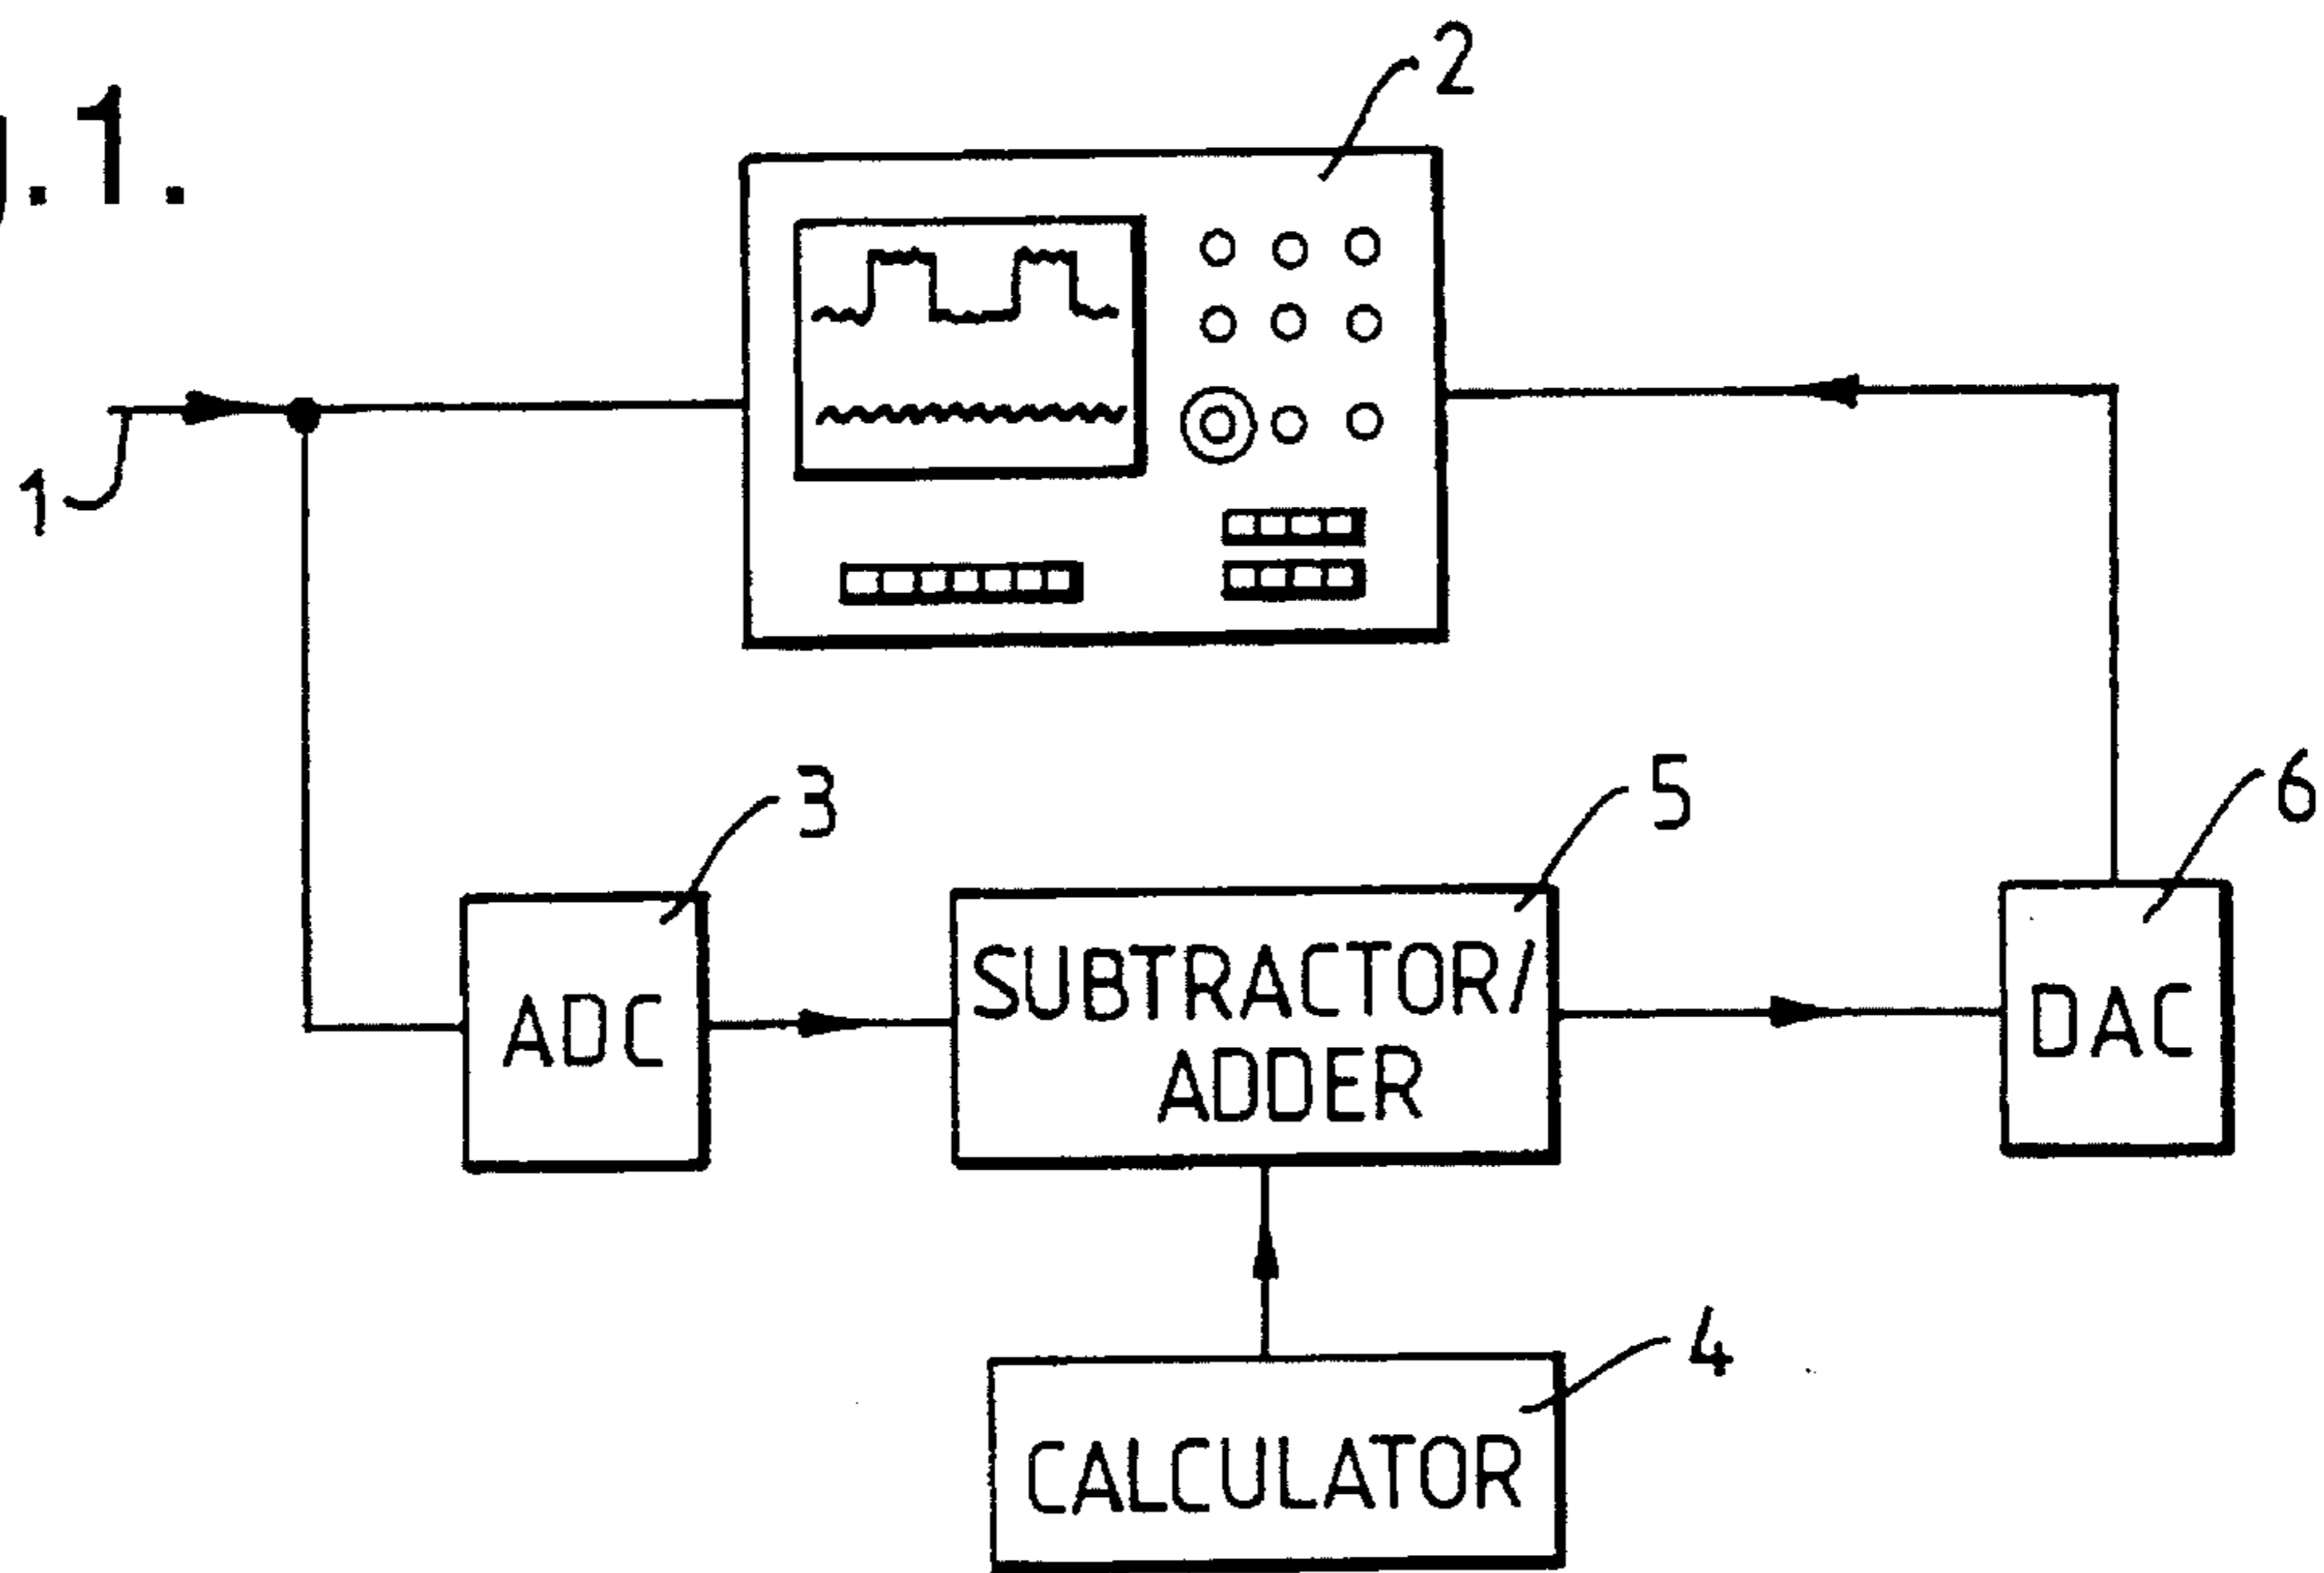 .1.
2
1
3
5
6
ADC
SUBTRACTOR/
ADDER
DAC
4
CALCULATOR